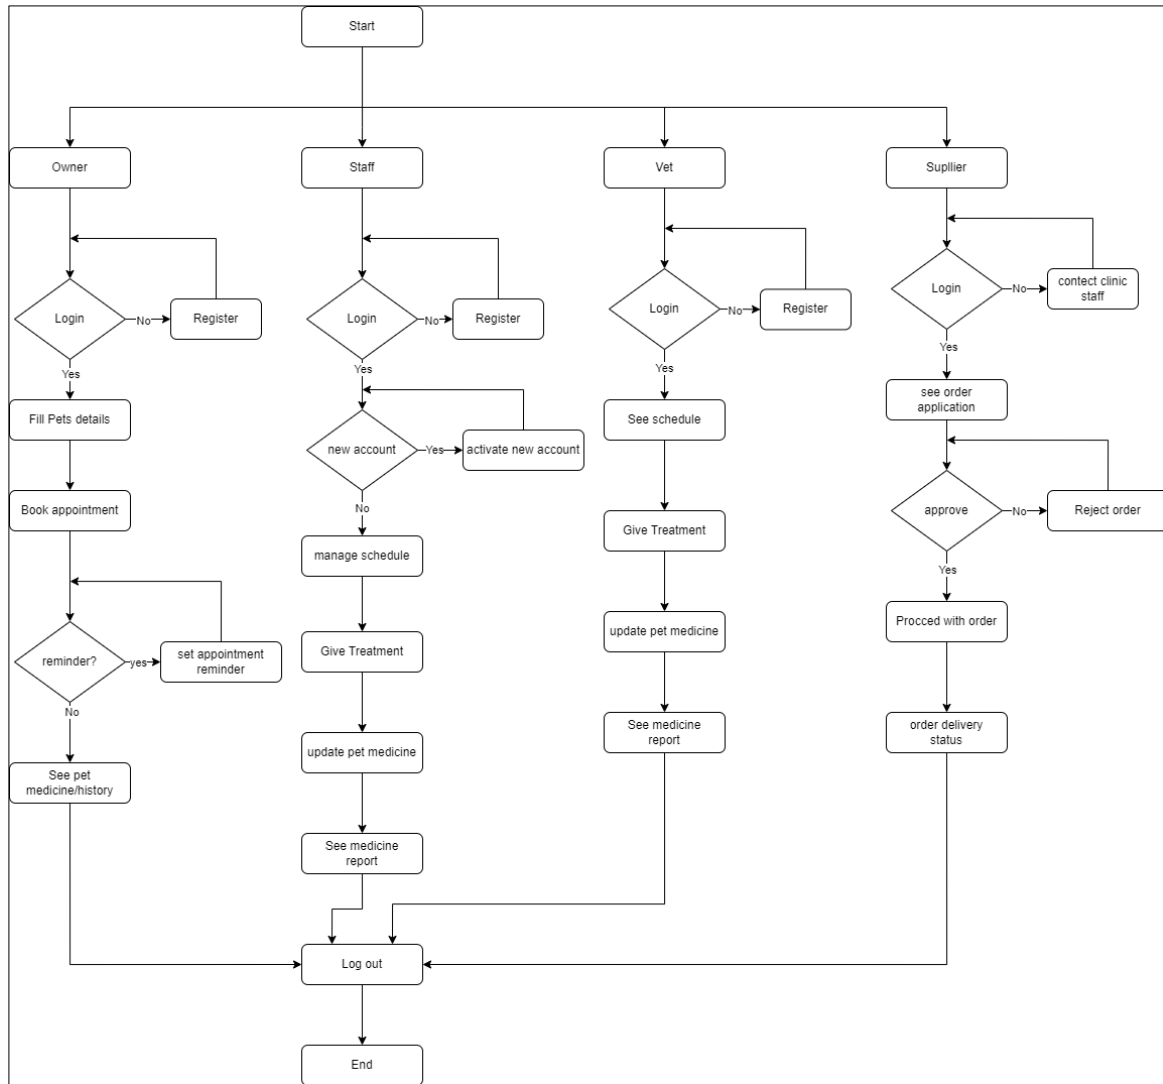 Start
Owner
Staff
Vet
Supllier
Login
No
Register
Yes
Fill Pets details
Book appointment
reminder?
yes
set appointment
reminder
No
See pet
medicine/history
Login
No
Register
Yes
new account
Yes
activate new account
No
manage schedule
Give Treatment
update pet medicine
See medicine
report
Login
No
Register
Yes
See schedule
Give Treatment
update pet medicine
See medicine
report
Login
No
contect clinic
staff
Yes
see order
application
approve
No
Reject order
Yes
Procced with order
order delivery
status
Log out
End